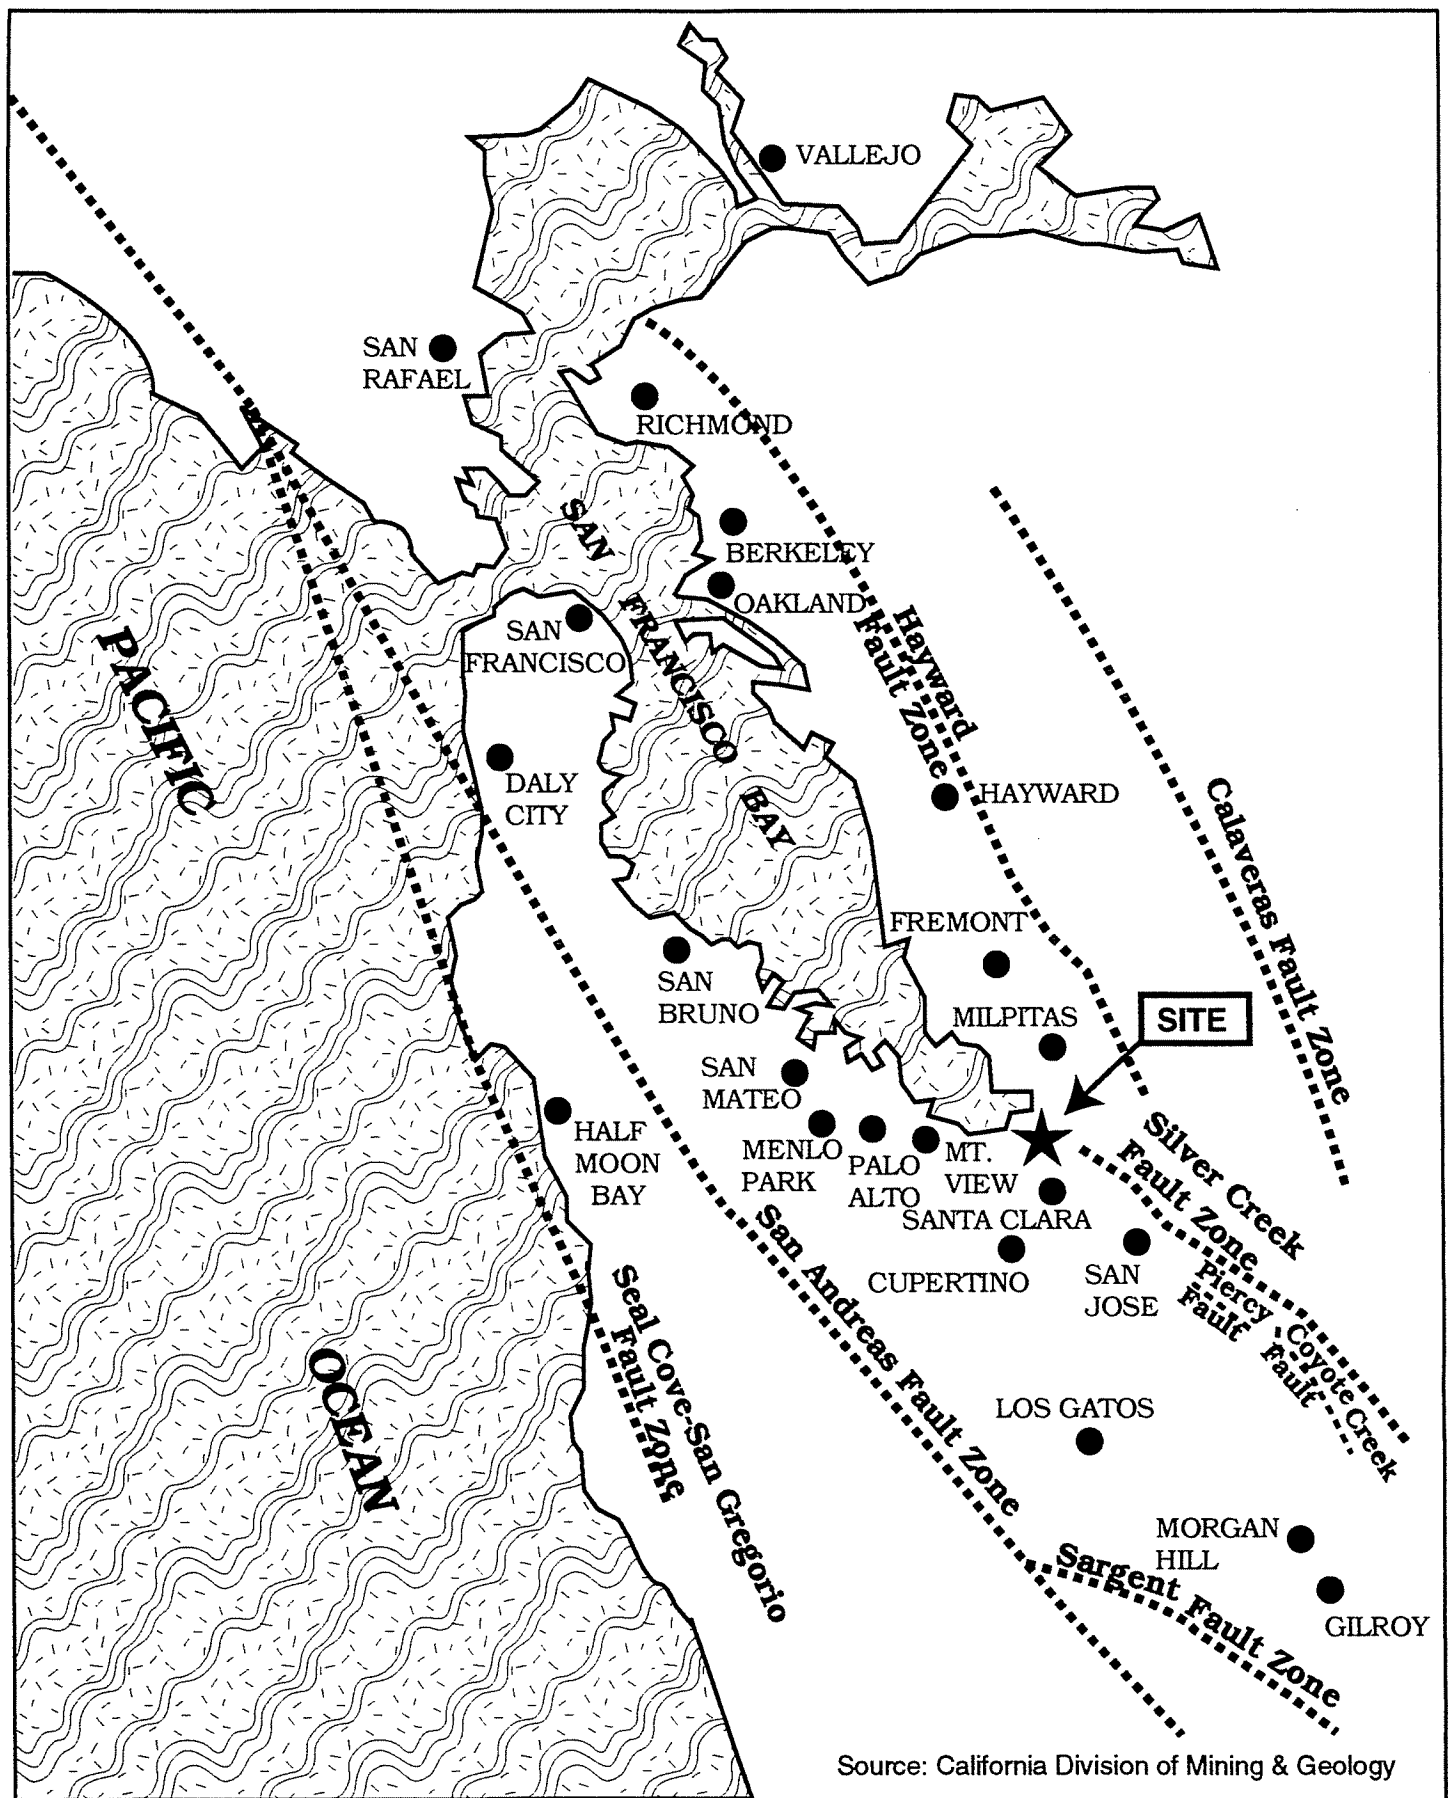 VALLEJO
SAN
RAFAEL
RICHMOND
SAN
FRANCISCO
BAY
BERKELEY
OAKLAND
SAN
FRANCISCO
PACIFIC
OCEAN
Hayward
Fault Zone
DALY
CITY
HAYWARD
Calaveras Fault Zone
FREMONT
SAN
BRUNO
MILPITAS
SITE
SAN
MATEO
HALF
MOON
BAY
MENLO
PARK
PALO
ALTO
MT.
VIEW
SANTA CLARA
Silver Creek
Fault Zone
CUPERTINO
SAN
JOSE
Piercy
Fault
Coyote Creek
Fault
San Andreas Fault Zone
Seal Cove-San Gregorio
Fault Zone
LOS GATOS
MORGAN
HILL
Sargent Fault Zone
GILROY
Source: California Division of Mining & Geology